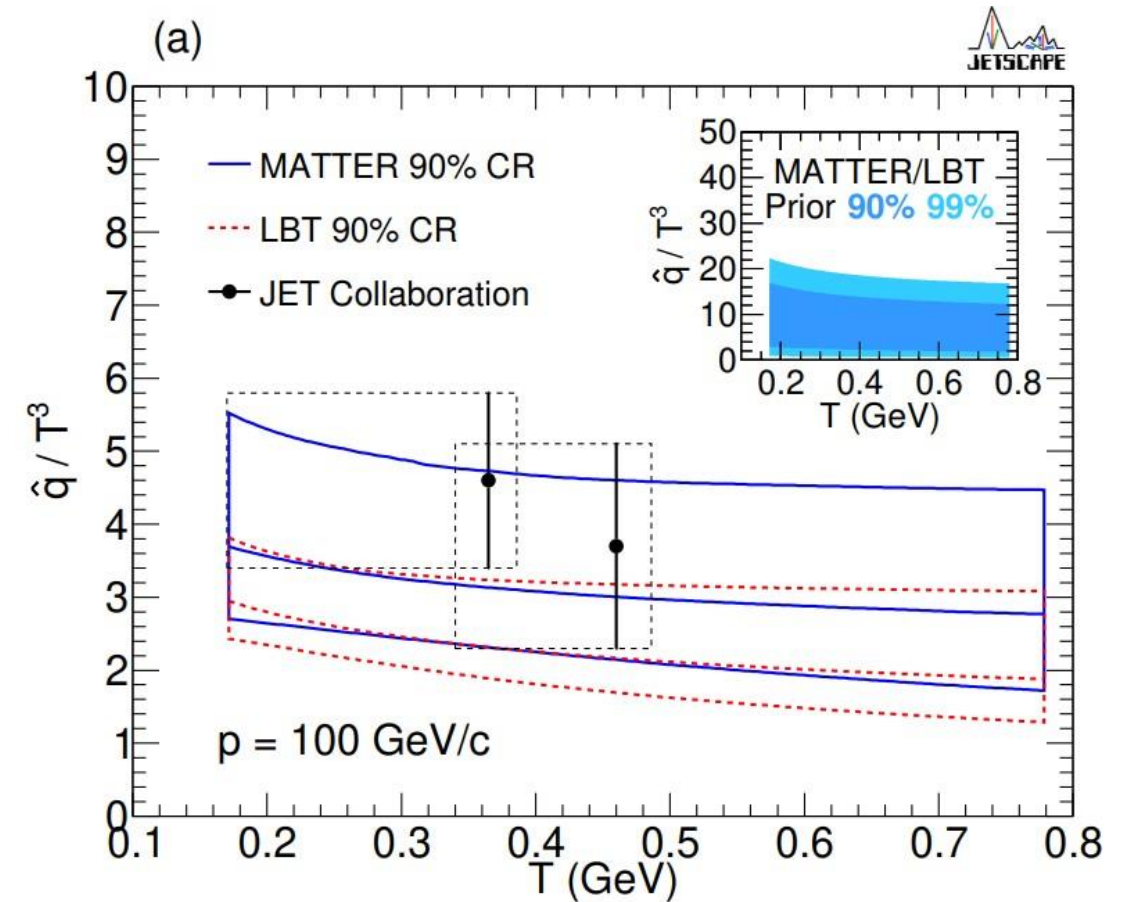 (a)
JETSCAPE
10
9
8
7
6
5
4
3
2
1
0
q̂ / T³
MATTER 90% CR
LBT 90% CR
JET Collaboration
p = 100 GeV/c
0.1 0.2 0.3 0.4 0.5 0.6 0.7 0.8
T (GeV)
50
40
30
20
10
0
q̂ / T³
MATTER/LBT
Prior 90% 99%
0.2 0.4 0.6 0.8
T (GeV)